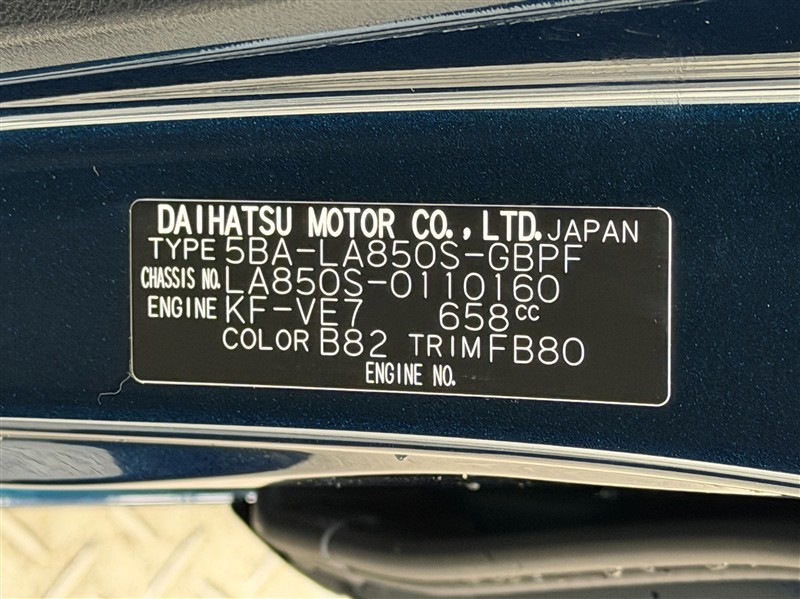 DAIHATSU MOTOR CO., LTD. JAPAN
TYPE 5BA-LA850S-GBPF
CHASSIS NO. LA850S-0110160
ENGINE KF-VE7 658cc
COLOR B82 TRIM FB80
ENGINE NO.